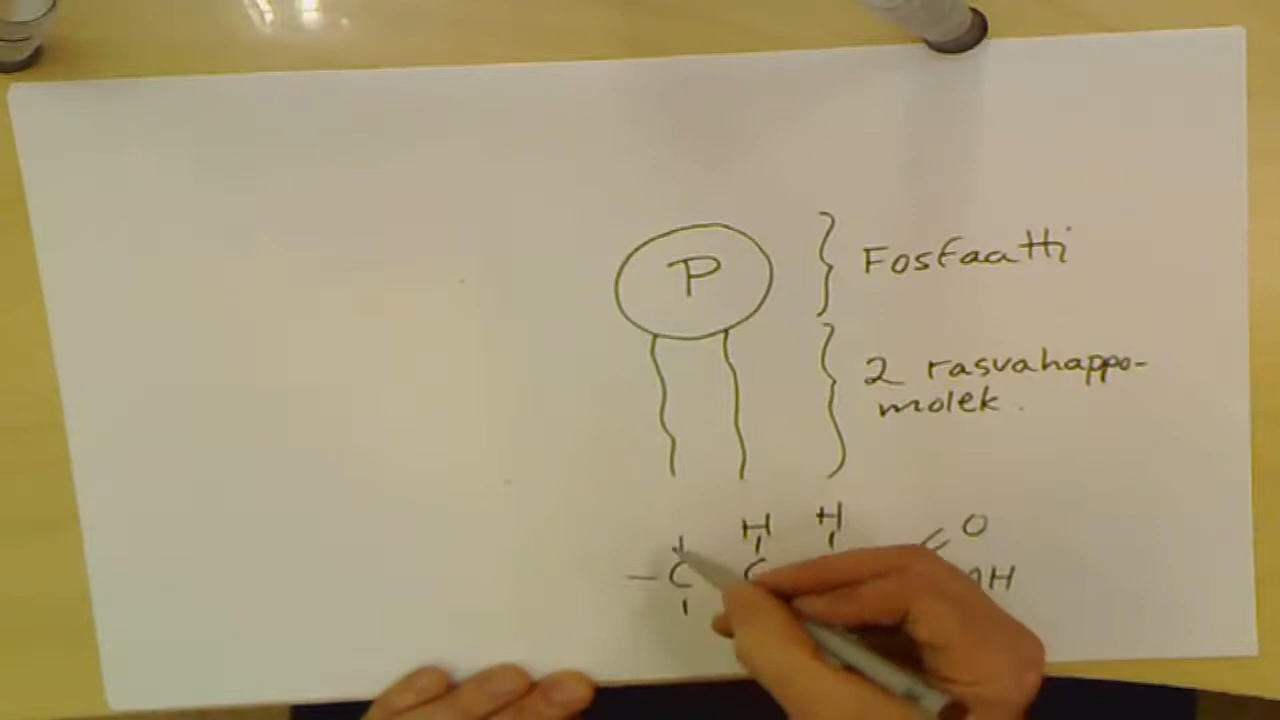 P
Fosfaatti
2 rasvahappo-
molek.
H H O
C C H